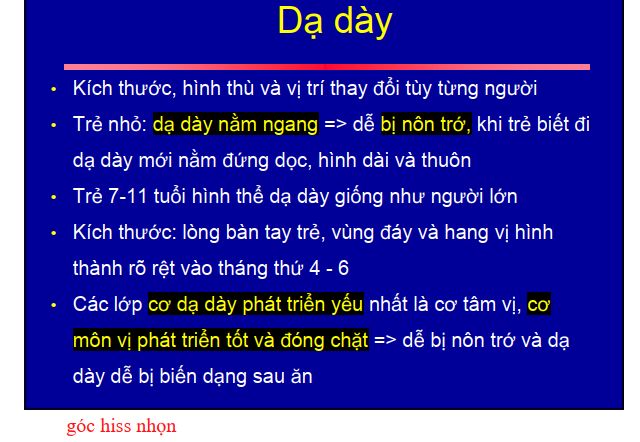 Dạ dày
• Kích thước, hình thù và vị trí thay đổi tùy từng người
• Trẻ nhỏ: dạ dày nằm ngang => dễ bị nôn trớ, khi trẻ biết đi
dạ dày mới nằm đứng dọc, hình dài và thuôn
• Trẻ 7-11 tuổi hình thể dạ dày giống như người lớn
• Kích thước: lòng bàn tay trẻ, vùng đáy và hang vị hình
thành rõ rệt vào tháng thứ 4 - 6
• Các lớp cơ dạ dày phát triển yếu nhất là cơ tâm vị, cơ
môn vị phát triển tốt và đóng chặt => dễ bị nôn trớ và dạ
dày dễ bị biến dạng sau ăn
góc hiss nhọn